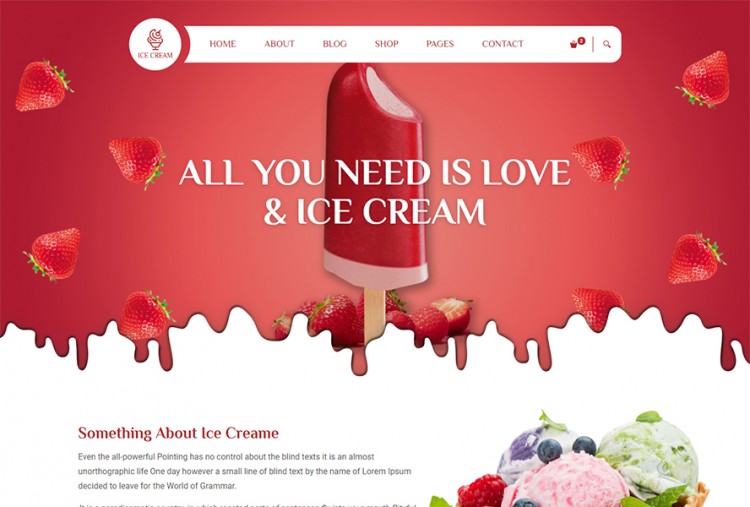 ICE CREAM
HOME ABOUT BLOG SHOP PAGES CONTACT
2
ALL YOU NEED IS LOVE
& ICE CREAM
Something About Ice Creame
Even the all-powerful Pointing has no control about the blind texts it is an almost
unorthographic life One day however a small line of blind text by the name of Lorem Ipsum
decided to leave for the World of Grammar.